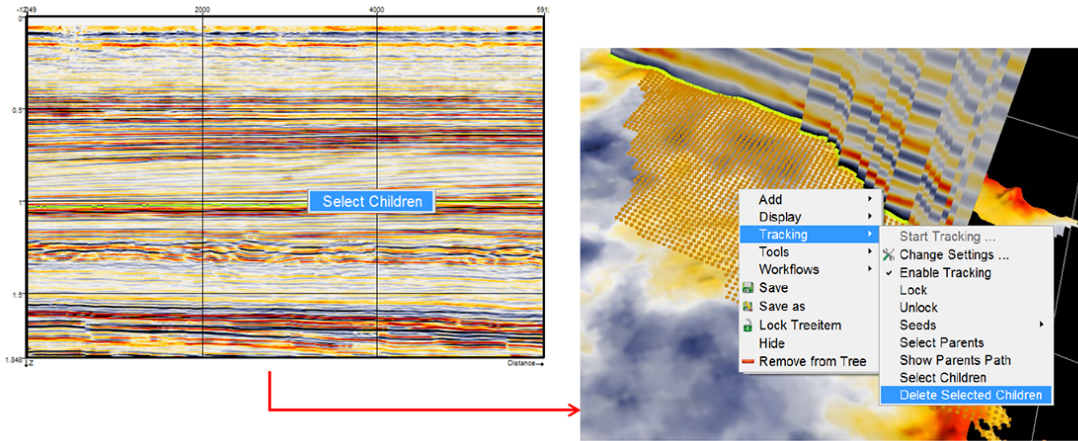 2000 4000
0
0.5
Select Children
1
1.5
1.848
Z Distance
Add
Display
Tracking
Tools
Workflows
Save
Save as
Lock Treeitem
Hide
Remove from Tree
Start Tracking ...
Change Settings ...
Enable Tracking
Lock
Unlock
Seeds
Select Parents
Show Parents Path
Select Children
Delete Selected Children